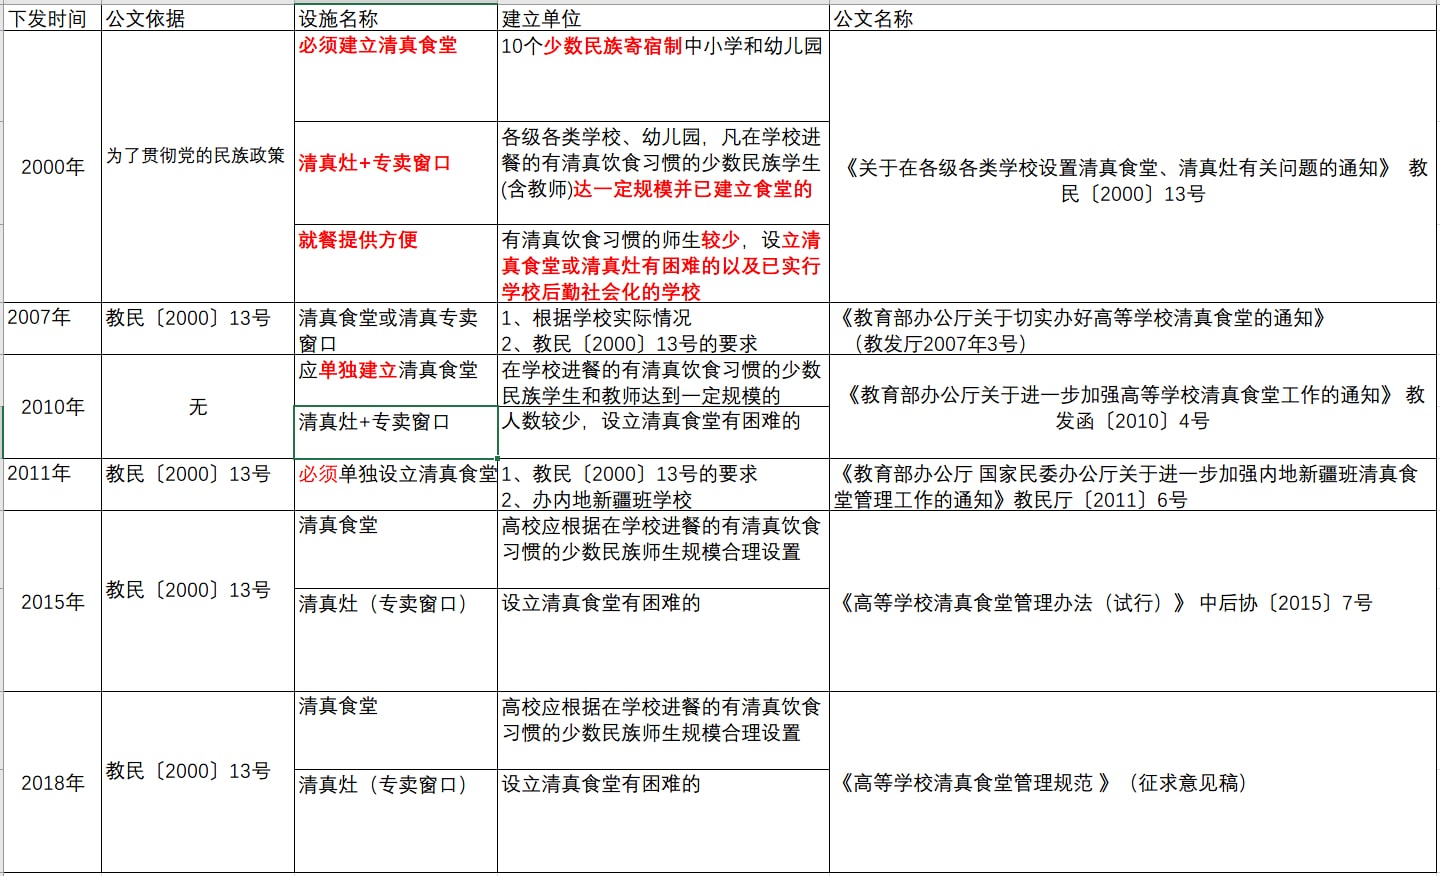 下发时间
公文依据
设施名称
建立单位
公文名称
2000年
为了贯彻党的民族政策
必须建立清真食堂
10个少数民族寄宿制中小学和幼儿园
清真灶+专卖窗口
各级各类学校、幼儿园，凡在学校进
餐的有清真饮食习惯的少数民族学生
(含教师)达一定规模并已建立食堂的
就餐提供方便
有清真饮食习惯的师生较少，设立清
真食堂或清真灶有困难的以及已实行
学校后勤社会化的学校
《关于在各级各类学校设置清真食堂、清真灶有关问题的通知》 教
民〔2000〕13号
2007年
教民〔2000〕13号
清真食堂或清真专卖
窗口
1、根据学校实际情况
2、教民〔2000〕13号的要求
《教育部办公厅关于切实办好高等学校清真食堂的通知》
（教发厅2007年3号）
2010年
无
应单独建立清真食堂
在学校进餐的有清真饮食习惯的少数
民族学生和教师达到一定规模的
清真灶+专卖窗口
人数较少，设立清真食堂有困难的
《教育部办公厅关于进一步加强高等学校清真食堂工作的通知》 教
发函〔2010〕4号
2011年
教民〔2000〕13号
必须单独设立清真食堂
1、教民〔2000〕13号的要求
2、办内地新疆班学校
《教育部办公厅 国家民委办公厅关于进一步加强内地新疆班清真食
堂管理工作的通知》教民厅〔2011〕6号
2015年
教民〔2000〕13号
清真食堂
高校应根据在学校进餐的有清真饮食
习惯的少数民族师生规模合理设置
清真灶（专卖窗口）
设立清真食堂有困难的
《高等学校清真食堂管理办法（试行）》 中后协〔2015〕7号
2018年
教民〔2000〕13号
清真食堂
高校应根据在学校进餐的有清真饮食
习惯的少数民族师生规模合理设置
清真灶（专卖窗口）
设立清真食堂有困难的
《高等学校清真食堂管理规范 》（征求意见稿）